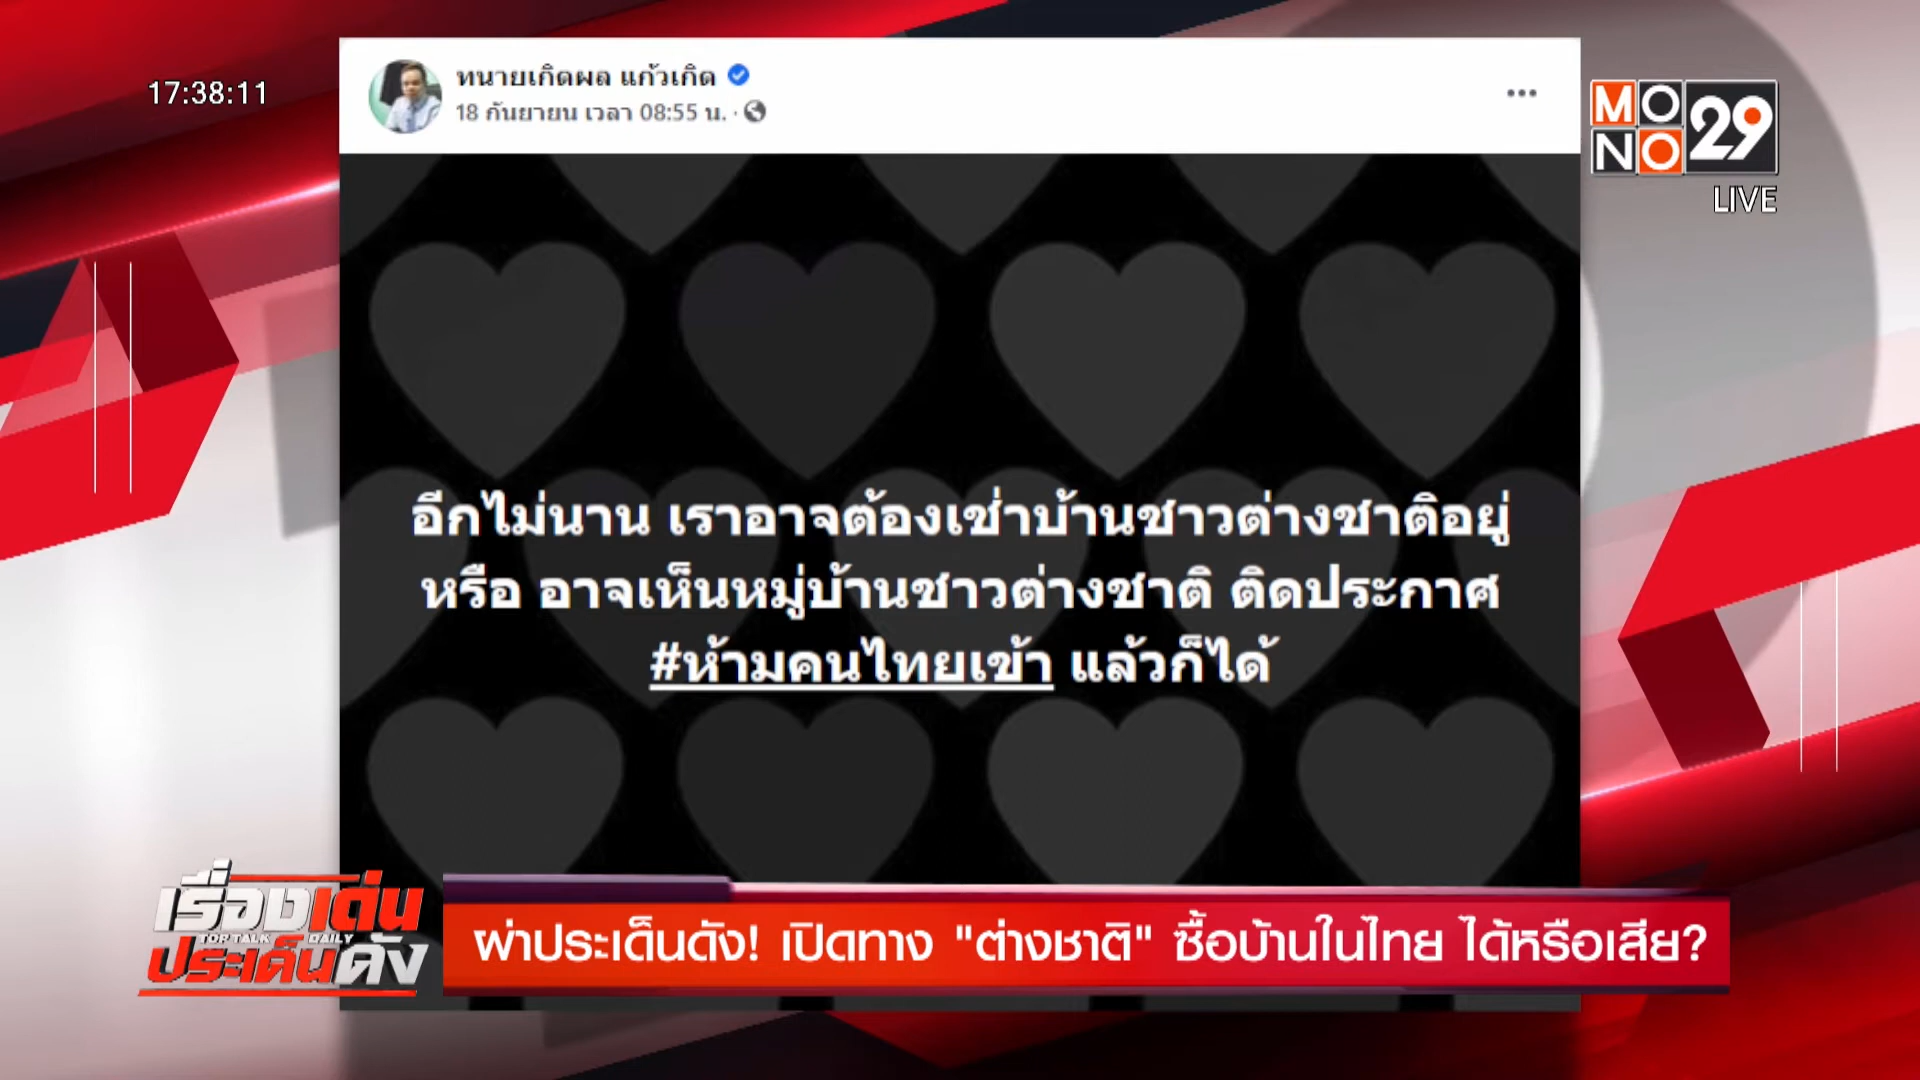 17:38:11
ทนายเกิดผล แก้วเกิด
18 กันยายน เวลา 08:55 น.
MONO 29
LIVE
อีกไม่นาน เราอาจต้องเช่าบ้านชาวต่างชาติอยู่
หรือ อาจเห็นหมู่บ้านชาวต่างชาติ ติดประกาศ
#ห้ามคนไทยเข้า แล้วก็ได้
เรื่องเด่น
TOP TALK DAILY
ประเด็นดัง
ผ่าประเด็นดัง! เปิดทาง "ต่างชาติ" ซื้อบ้านในไทย ได้หรือเสีย?